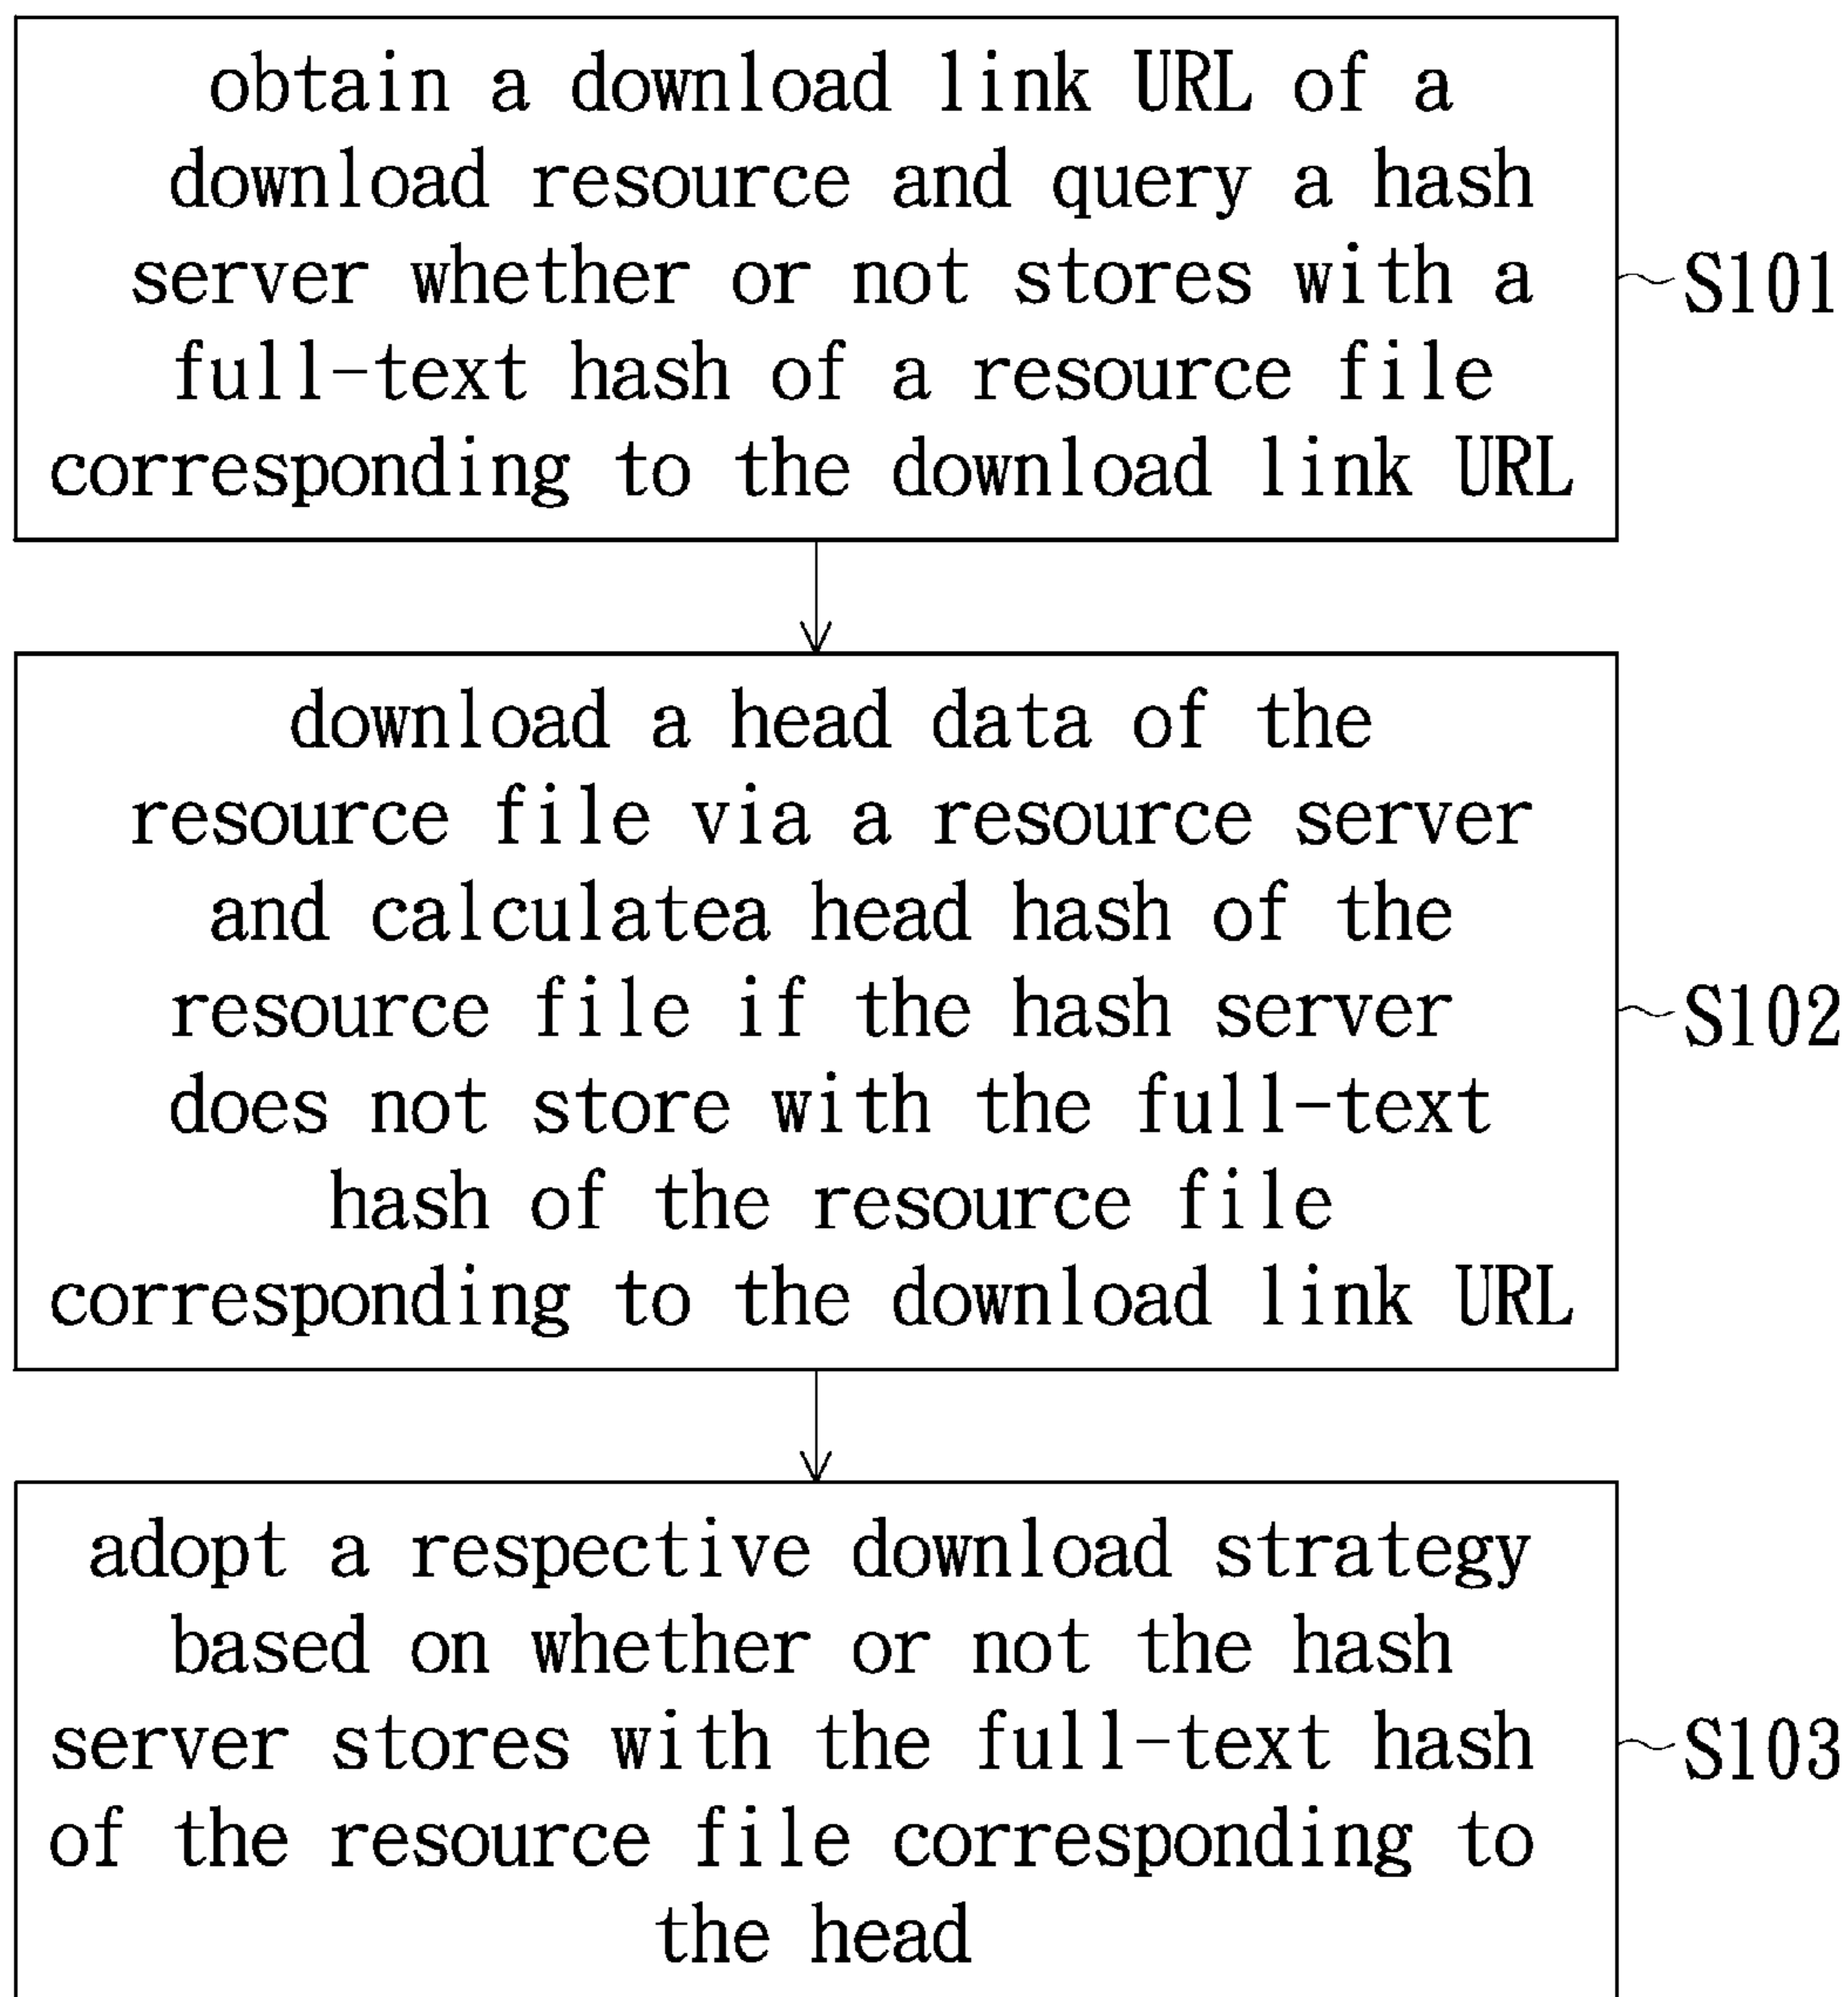 obtain a download link URL of a
download resource and query a hash
server whether or not stores with a
full-text hash of a resource file
corresponding to the download link URL
S101
download a head data of the
resource file via a resource server
and calculatea head hash of the
resource file if the hash server
does not store with the full-text
hash of the resource file
corresponding to the download link URL
S102
adopt a respective download strategy
based on whether or not the hash
server stores with the full-text hash
of the resource file corresponding to
the head
S103